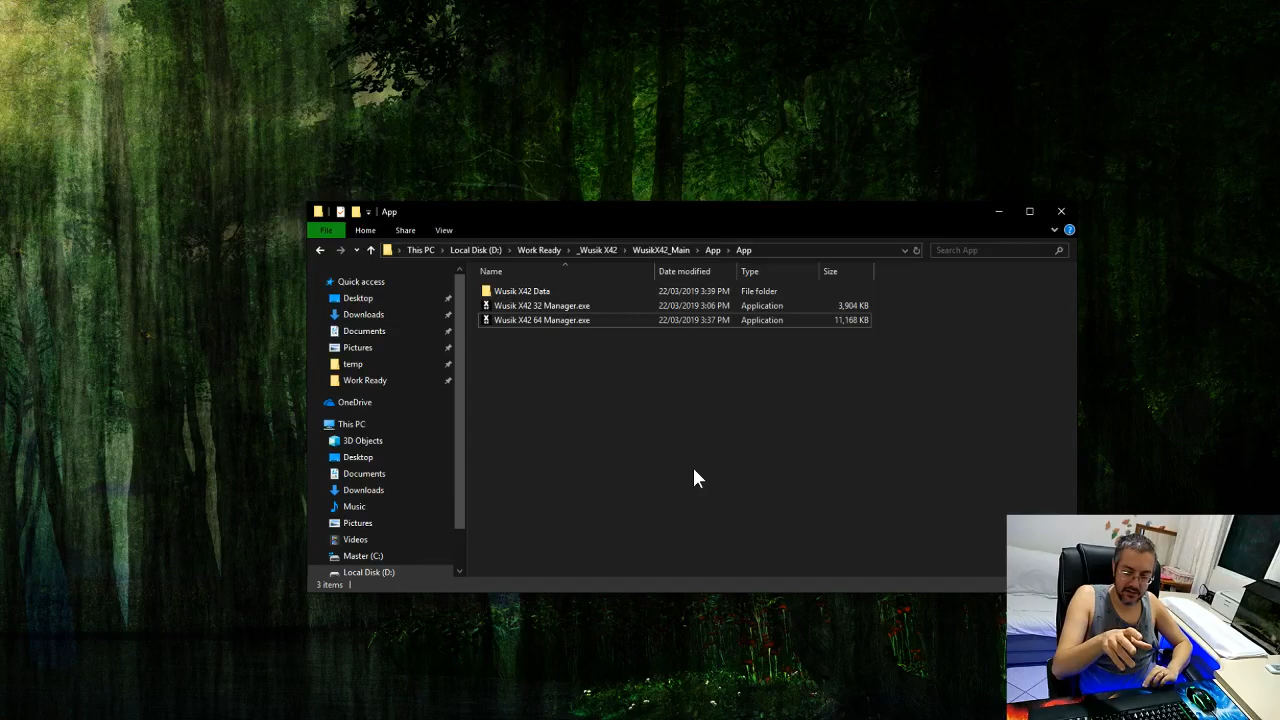 App
File Home Share View
This PC Local Disk (D:) Work Ready _Wusik X42 WusikX42_Main App App Search App
Name Date modified Type Size
Quick access
Desktop
Downloads
Documents
Pictures
temp
Work Ready
OneDrive
This PC
3D Objects
Desktop
Documents
Downloads
Music
Pictures
Videos
Master (C:)
Local Disk (D:)
Wusik X42 Data 22/03/2019 3:39 PM File folder
Wusik X42 32 Manager.exe 22/03/2019 3:06 PM Application 3,904 KB
Wusik X42 64 Manager.exe 22/03/2019 3:37 PM Application 11,168 KB
3 items